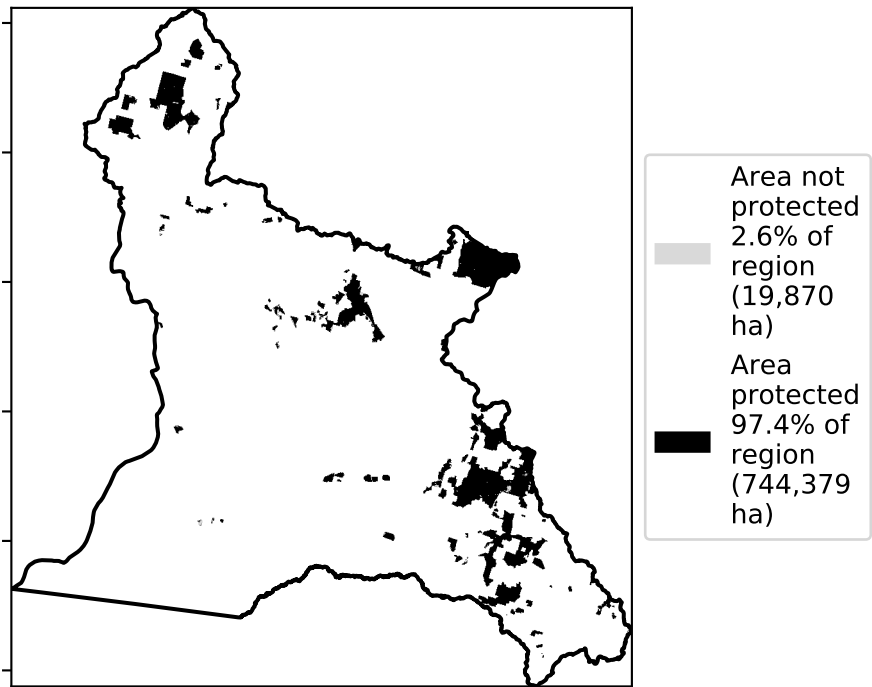 Area not
protected
2.6% of
region
(19,870
ha)
Area
protected
97.4% of
region
(744,379
ha)